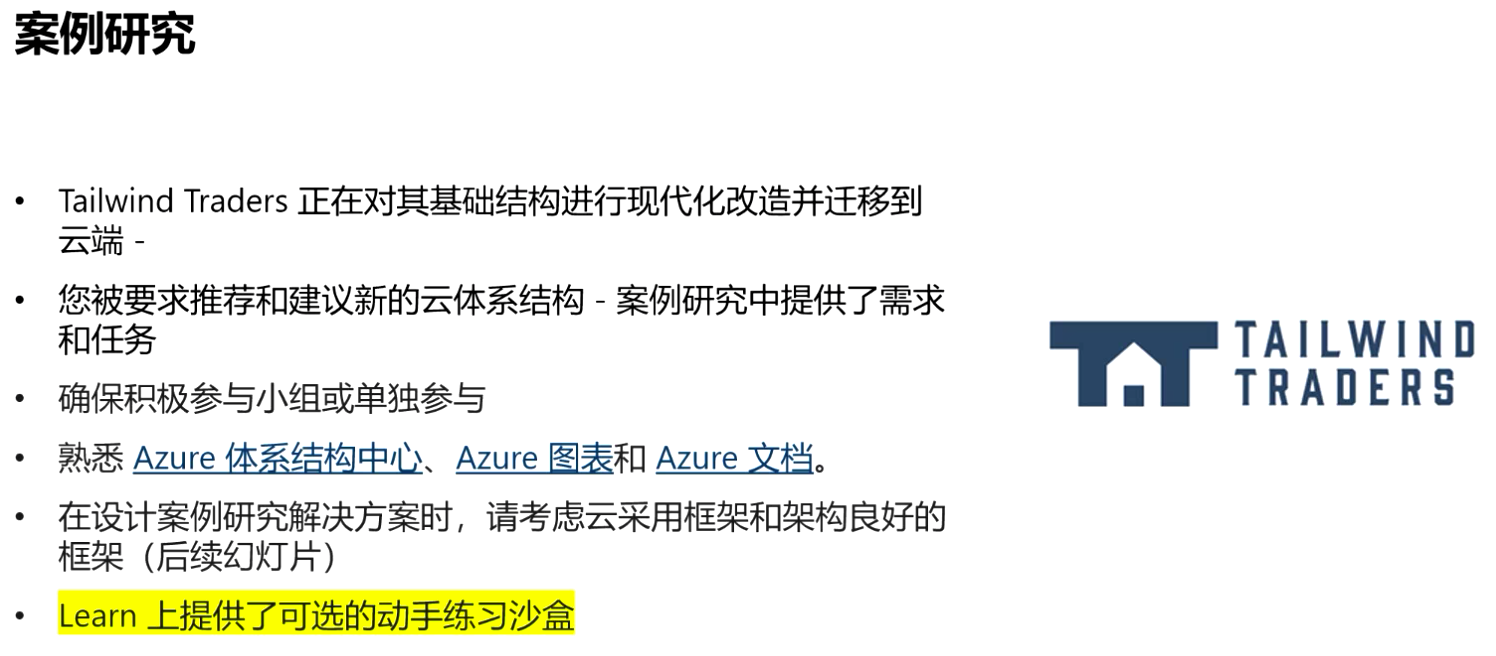 案例研究
• Tailwind Traders 正在对其基础结构进行现代化改造并迁移到
云端 -
• 您被要求推荐和建议新的云体系结构 - 案例研究中提供了需求
和任务
• 确保积极参与小组或单独参与
• 熟悉 Azure 体系结构中心、Azure 图表和 Azure 文档。
• 在设计案例研究解决方案时，请考虑云采用框架和架构良好的
框架（后续幻灯片）
• Learn 上提供了可选的动手练习沙盒
TAILWIND
TRADERS